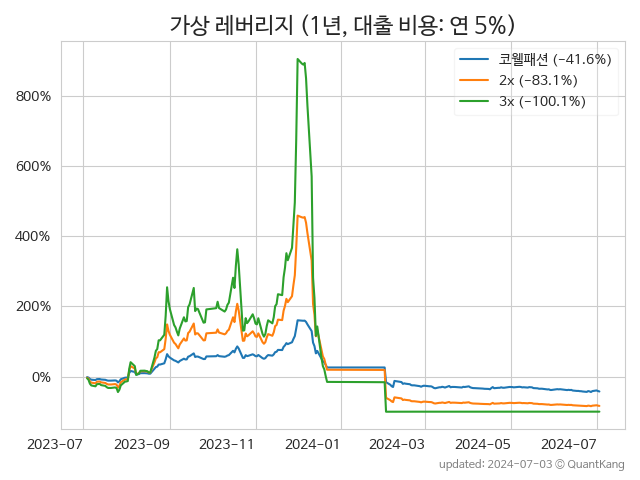 가상 레버리지 (1년, 대출 비용: 연 5%)
코웰패션 (−41.6%)
2x (−83.1%)
3x (−100.1%)
800%
600%
400%
200%
0%
2023-07 2023-09 2023-11 2024-01 2024-03 2024-05 2024-07
updated: 2024-07-03 © QuantKang